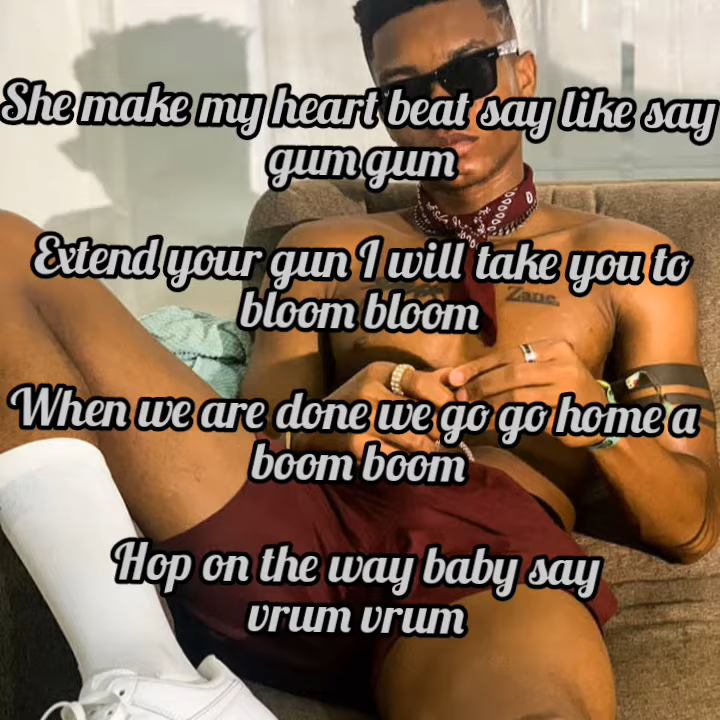 She make my heart beat say like say
gum gum
Extend your gun I will take you to
bloom bloom
Zane.
When we are done we go go home a
boom boom
Hop on the way baby say
vrum vrum